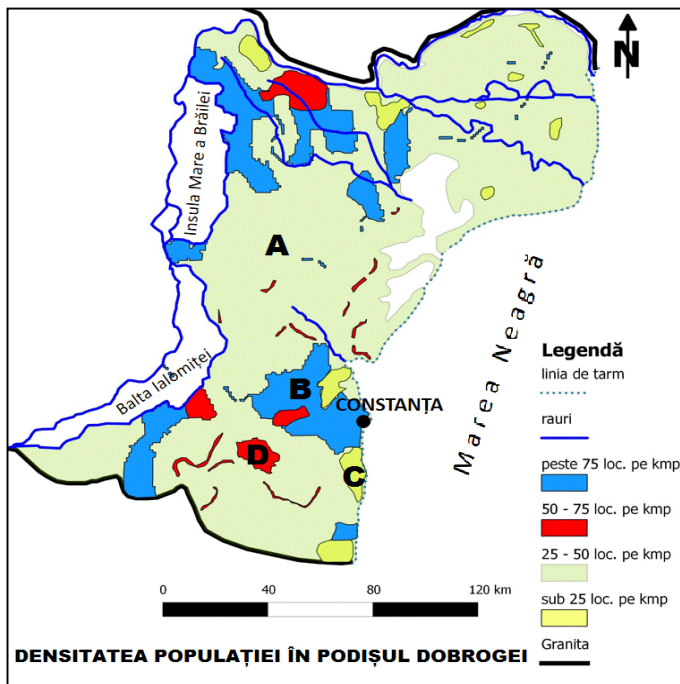 N
Insula Mare a Brăilei
A
Marea Neagră
Balta Ialomiței
B
CONSTANȚA
D
C
Legendă
linia de tarm
rauri
peste 75 loc. pe kmp
50 - 75 loc. pe kmp
25 - 50 loc. pe kmp
sub 25 loc. pe kmp
Granita
0 40 80 120 km
DENSITATEA POPULAȚIEI ÎN PODIȘUL DOBROGEI